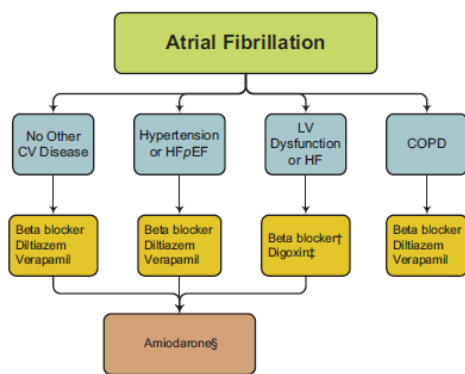 Atrial Fibrillation
No Other
CV Disease
Hypertension
or HFpEF
LV
Dysfunction
or HF
COPD
Beta blocker
Diltiazem
Verapamil
Beta blocker
Diltiazem
Verapamil
Beta blocker†
Digoxin‡
Beta blocker
Diltiazem
Verapamil
Amiodarone§